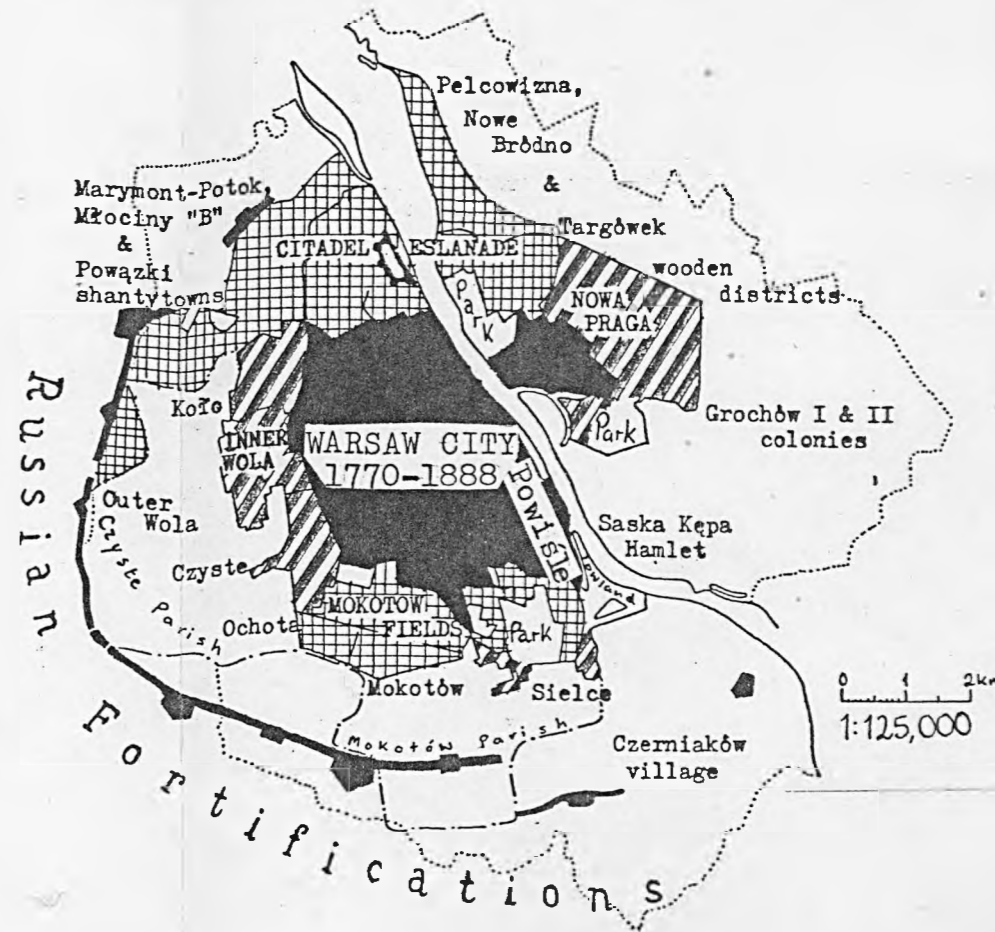 Pelcowizna,
Nowe
Bródno
&
Targówek
wooden
districts
Marymont-Potok,
Młociny "B"
&
Powązki
shantytowns
CITADEL ESLANADE
Park
NOWA
PRAGA
Koło
INNER
WOLA
WARSAW CITY
1770-1888
Park
Grochów I & II
colonies
Powiśle
Outer
Wola
Czyste Parish
Czyste
Saska Kępa
Hamlet
Lowland
Ochota
MOKOTOW
FIELDS
Park
Mokotów
Sielce
Mokotów Parish
Czerniaków
village
0 1 2km
1:125,000
Russian Fortifications